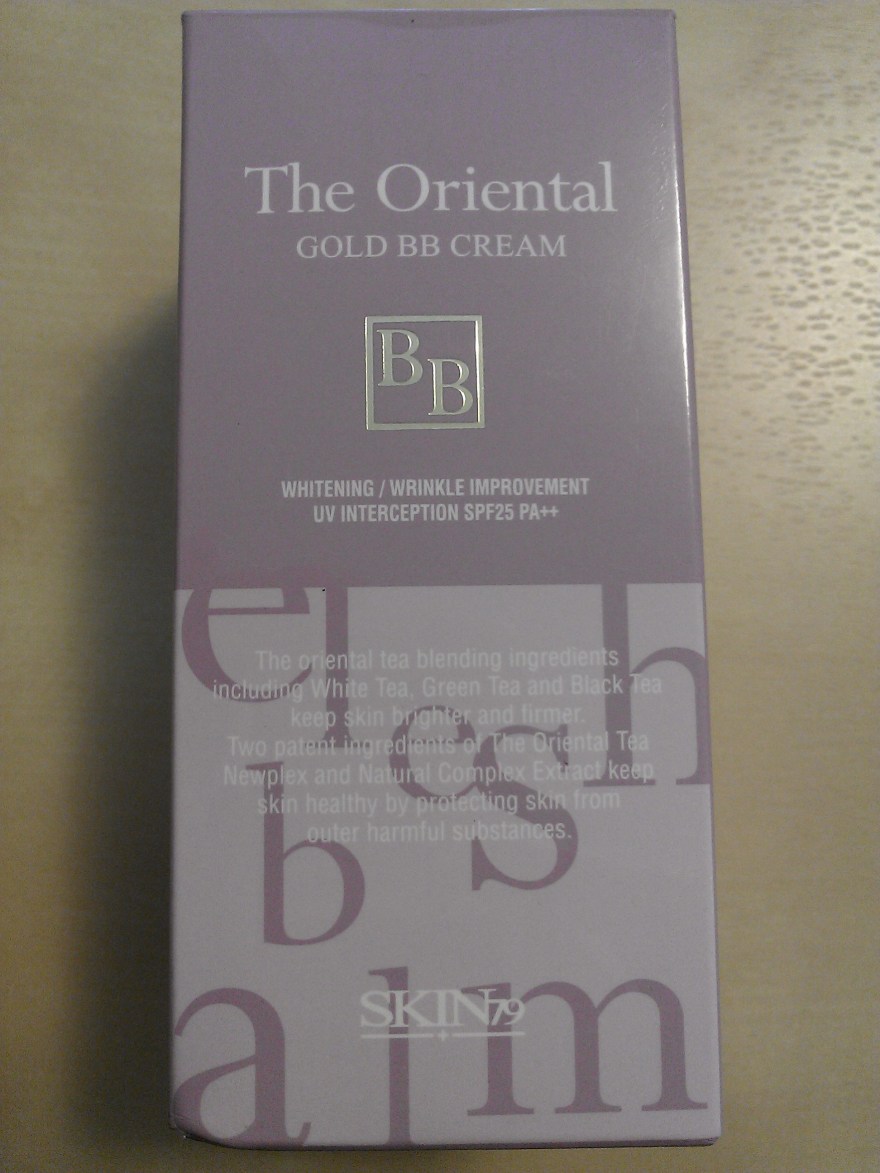 The Oriental
GOLD BB CREAM
B
B
WHITENING / WRINKLE IMPROVEMENT
UV INTERCEPTION SPF25 PA++
The oriental tea blending ingredients
including White Tea, Green Tea and Black Tea
keep skin brighter and firmer.
Two patent ingredients of The Oriental Tea
Newplex and Natural Complex Extract keep
skin healthy by protecting skin from
outer harmful substances.
e l h
e s
b
a l m
SKIN79